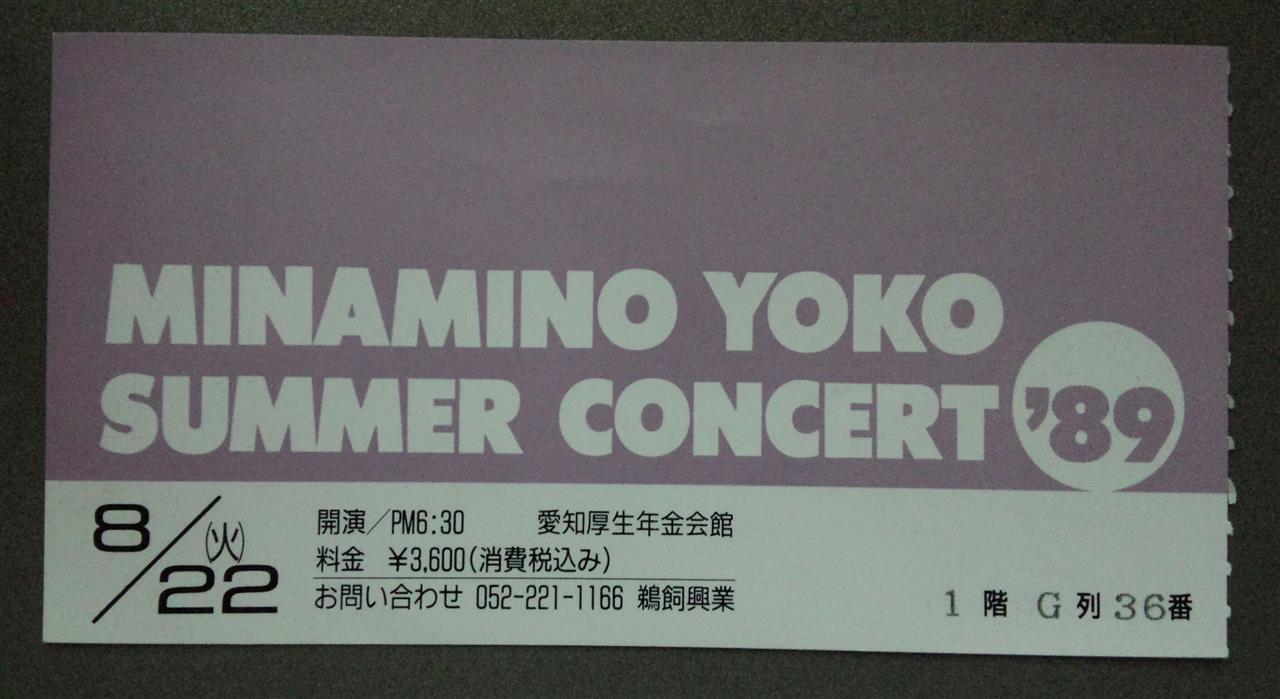 MINAMINO YOKO
SUMMER CONCERT '89
8/22(火)
開演/PM6:30 愛知厚生年金会館
料金 ¥3,600(消費税込み)
お問い合わせ 052-221-1166 鵜飼興業
1 階 G 列 36番